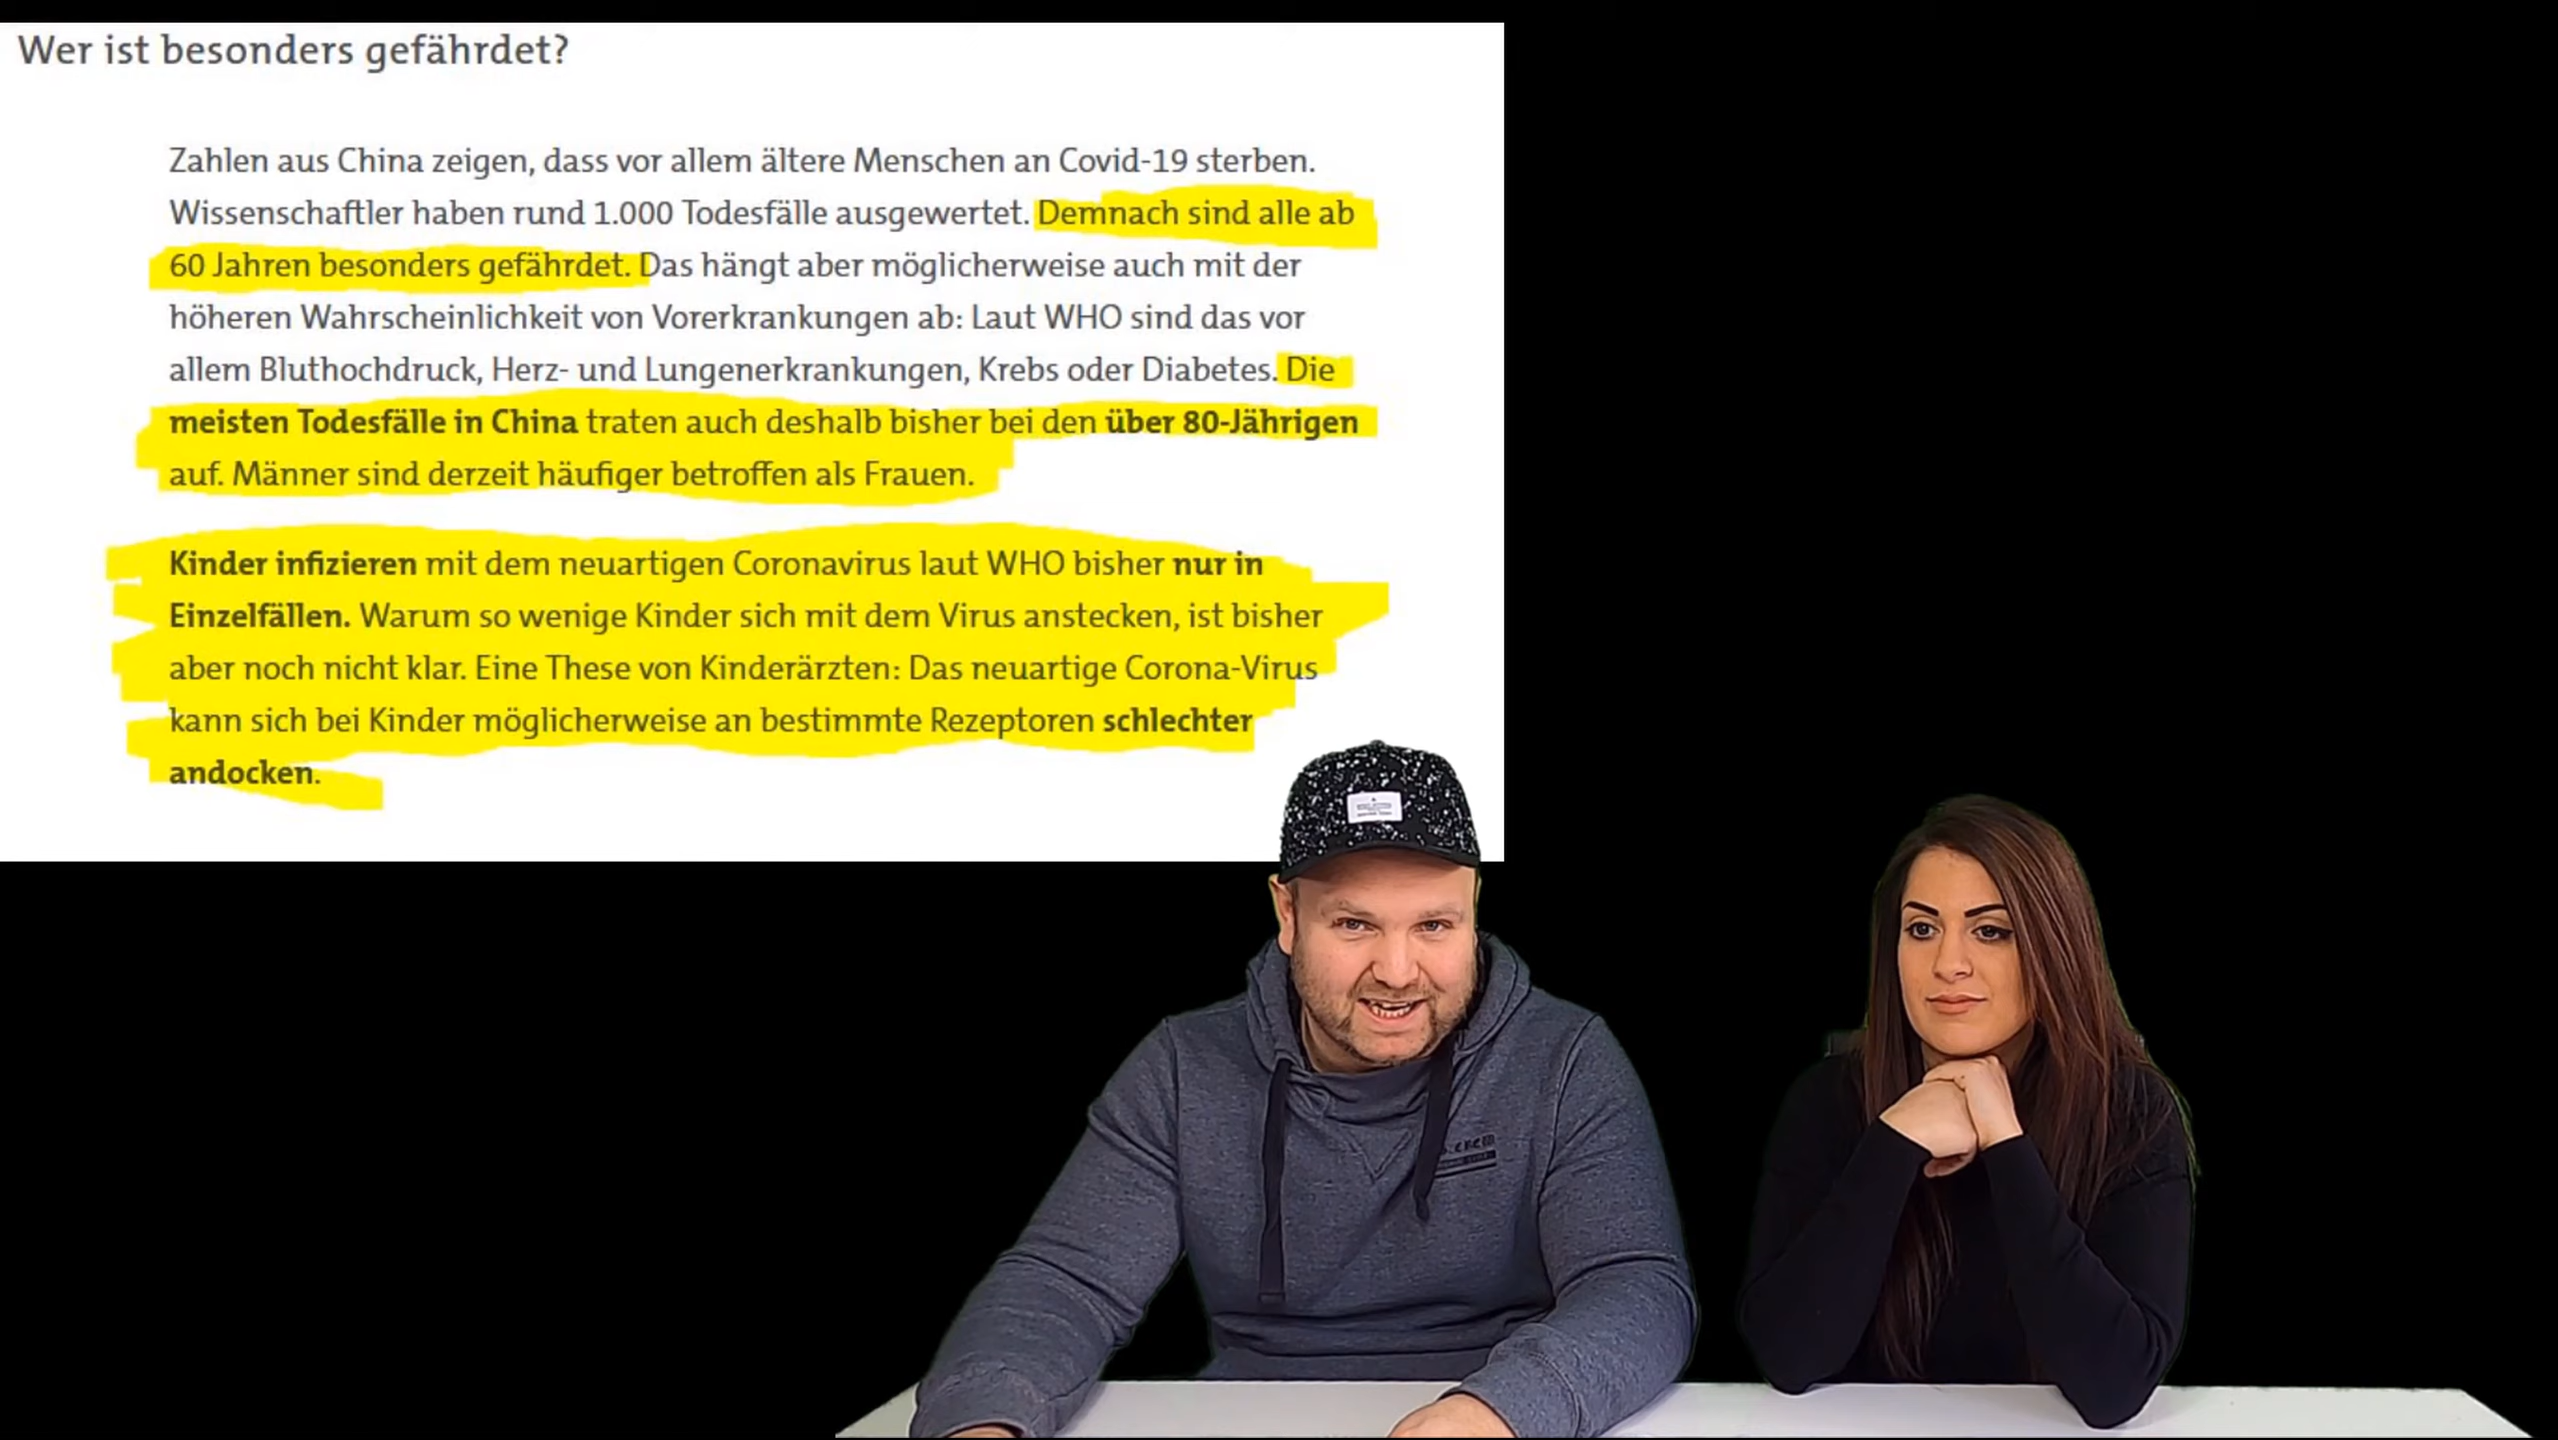 Wer ist besonders gefährdet?
Zahlen aus China zeigen, dass vor allem ältere Menschen an Covid-19 sterben.
Wissenschaftler haben rund 1.000 Todesfälle ausgewertet. Demnach sind alle ab
60 Jahren besonders gefährdet. Das hängt aber möglicherweise auch mit der
höheren Wahrscheinlichkeit von Vorerkrankungen ab: Laut WHO sind das vor
allem Bluthochdruck, Herz- und Lungenerkrankungen, Krebs oder Diabetes. Die
meisten Todesfälle in China traten auch deshalb bisher bei den über 80-Jährigen
auf. Männer sind derzeit häufiger betroffen als Frauen.
Kinder infizieren mit dem neuartigen Coronavirus laut WHO bisher nur in
Einzelfällen. Warum so wenige Kinder sich mit dem Virus anstecken, ist bisher
aber noch nicht klar. Eine These von Kinderärzten: Das neuartige Corona-Virus
kann sich bei Kinder möglicherweise an bestimmte Rezeptoren schlechter
andocken.